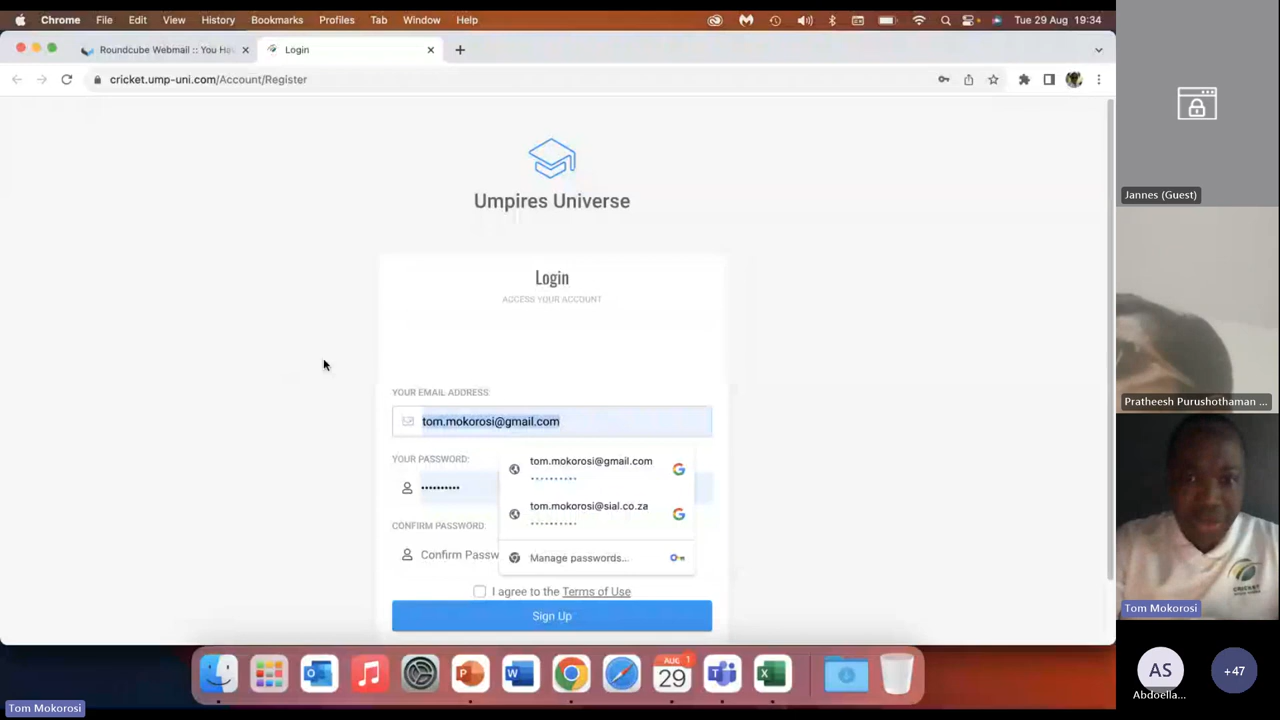 Chrome File Edit View History Bookmarks Profiles Tab Window Help Tue 29 Aug 19:34
Roundcube Webmail :: You Ha
Login
cricket.ump-uni.com/Account/Register
Umpires Universe
Login
ACCESS YOUR ACCOUNT
YOUR EMAIL ADDRESS:
tom.mokorosi@gmail.com
YOUR PASSWORD:
tom.mokorosi@gmail.com
••••••••••
••••••••••
tom.mokorosi@sial.co.za
••••••••••
CONFIRM PASSWORD:
Confirm Passw
Manage passwords...
I agree to the Terms of Use
Sign Up
AUG 1
29
Jannes (Guest)
Pratheesh Purushothaman ...
Tom Mokorosi
AS
Abdoella...
+47
Tom Mokorosi